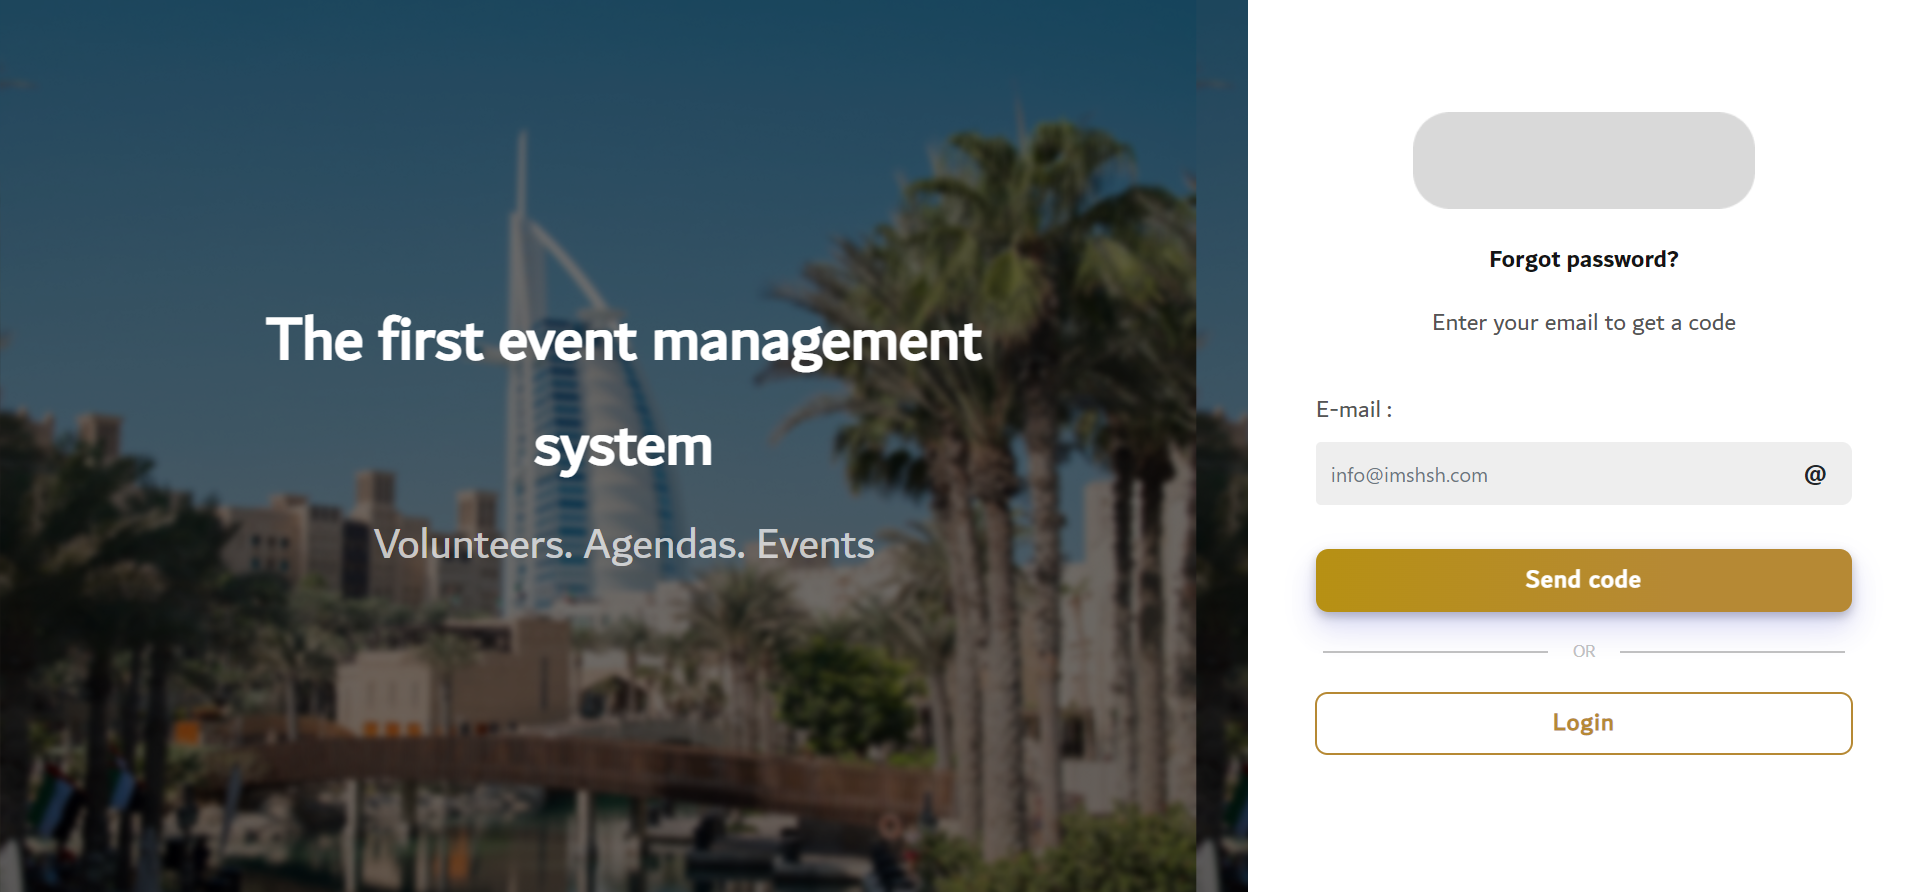 The first event management
system
Volunteers. Agendas. Events
Forgot password?
Enter your email to get a code
E-mail :
info@imshsh.com
@
Send code
OR
Login